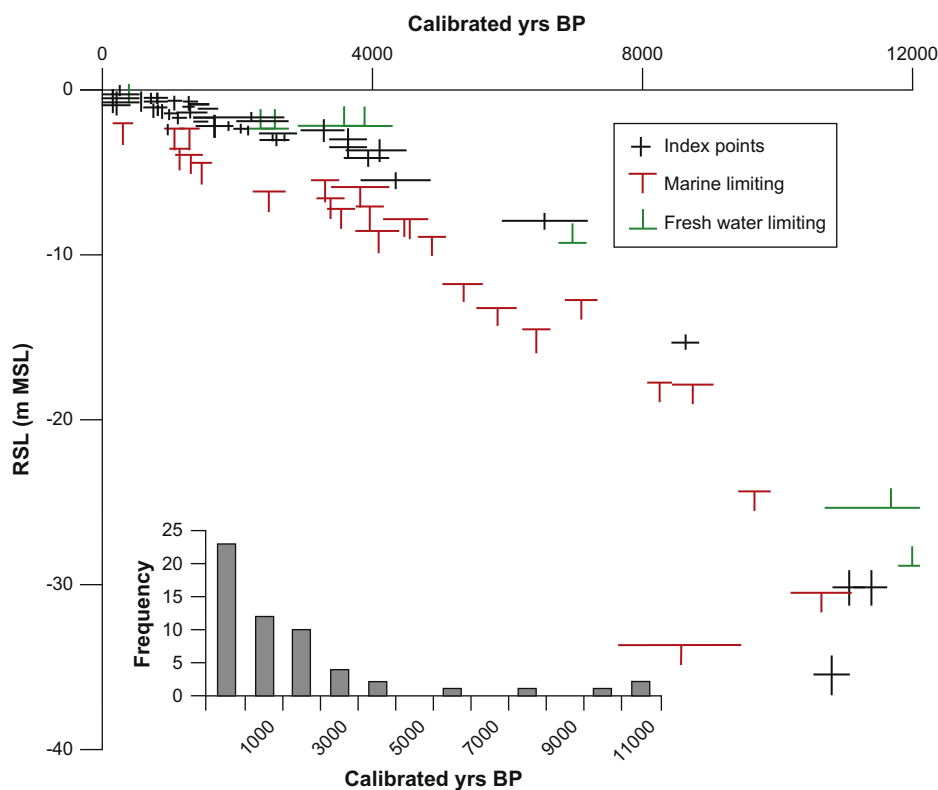 Calibrated yrs BP
0 4000 8000 12000
0
-10
-20
-30
-40
RSL (m MSL)
Index points
Marine limiting
Fresh water limiting
25
20
15
10
5
0
Frequency
1000 3000 5000 7000 9000 11000
Calibrated yrs BP